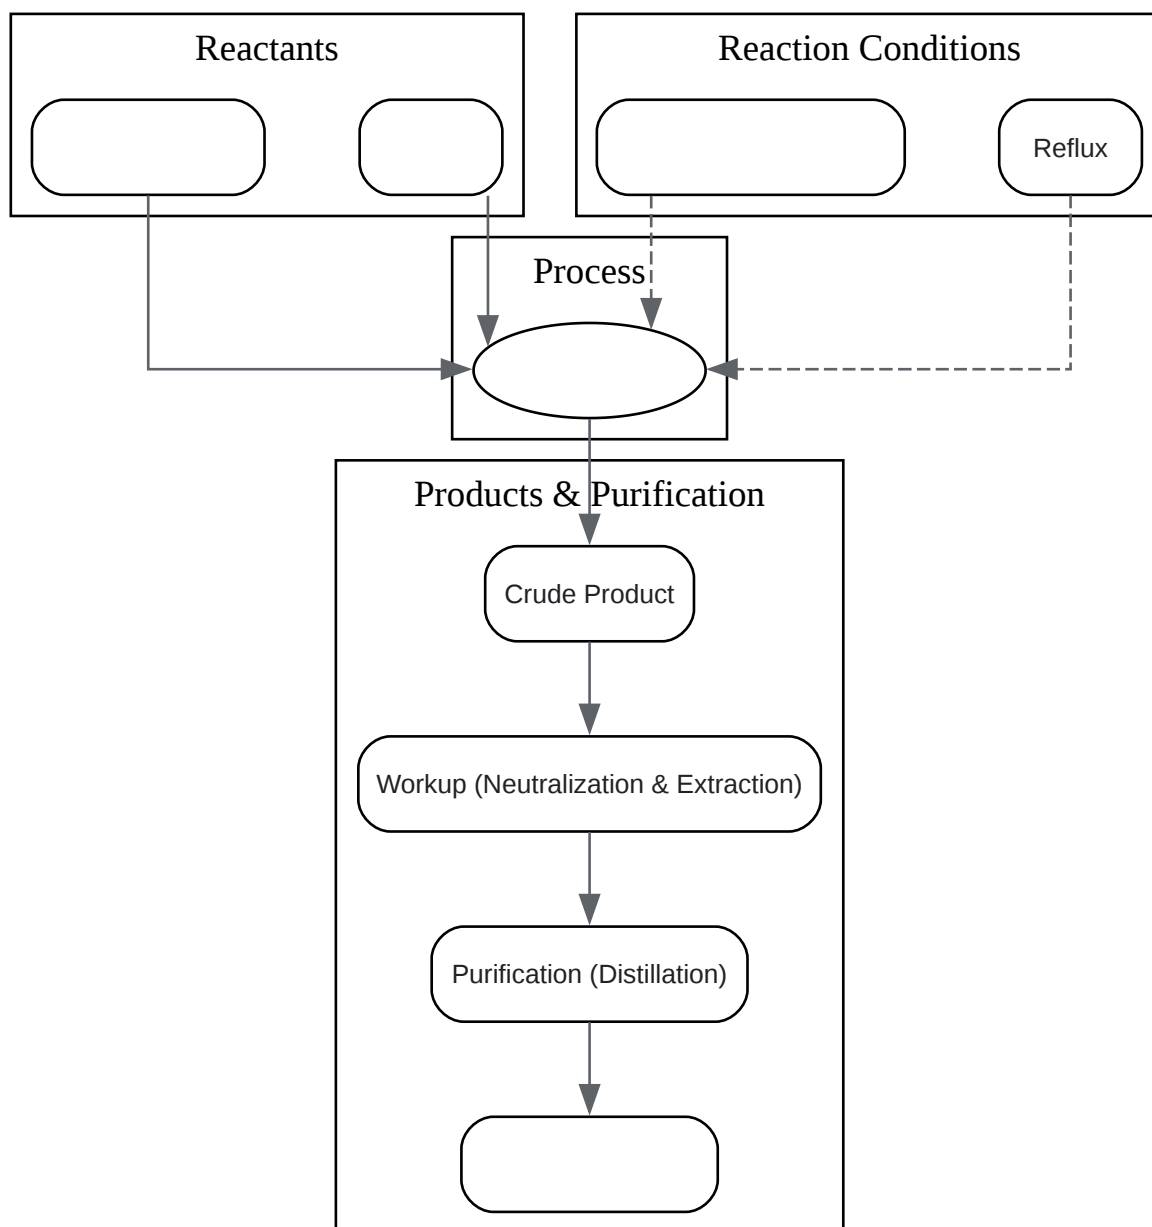 Reactants
Reaction Conditions
Reflux
Process
Products & Purification
Crude Product
Workup (Neutralization & Extraction)
Purification (Distillation)